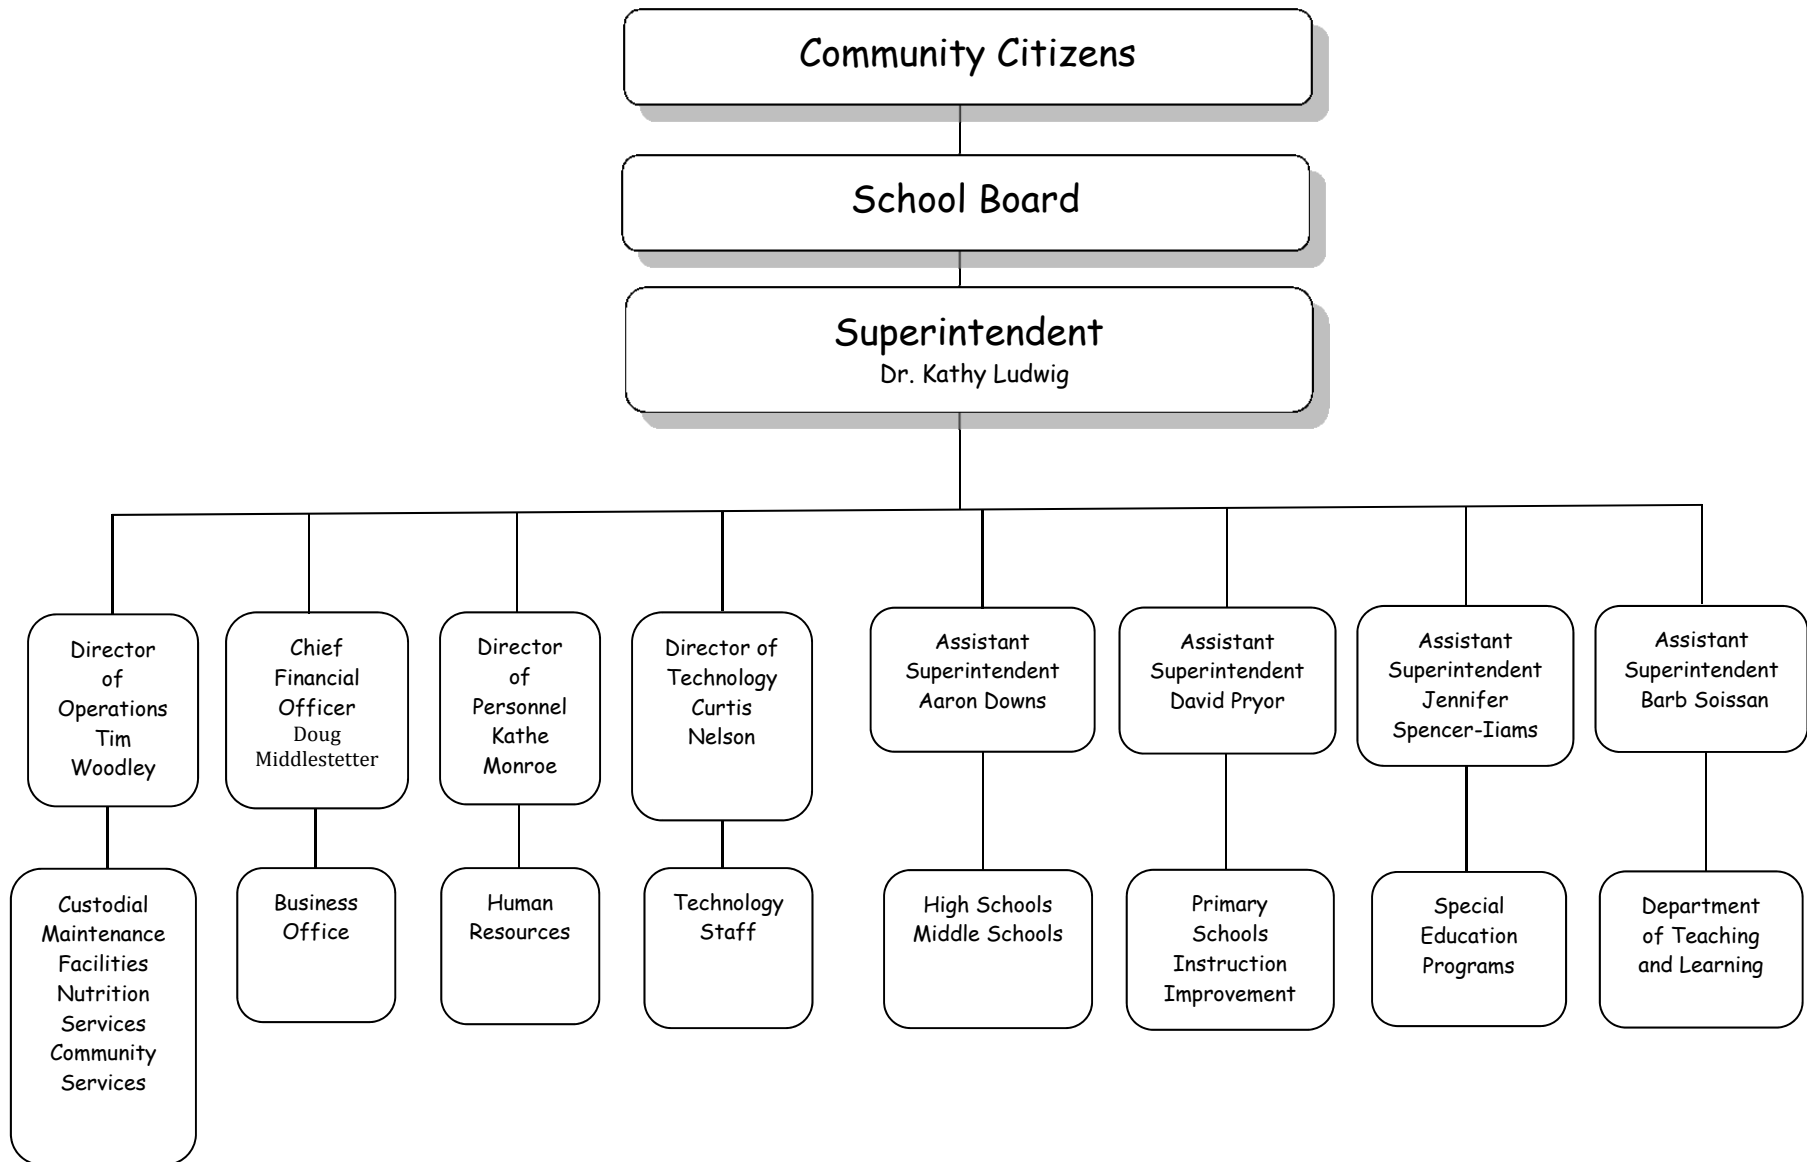 Community Citizens
School Board
Superintendent
Dr. Kathy Ludwig
Director
of
Operations
Tim
Woodley
Chief
Financial
Officer
Doug
Middlestetter
Director
of
Personnel
Kathe
Monroe
Director of
Technology
Curtis
Nelson
Assistant
Superintendent
Aaron Downs
Assistant
Superintendent
David Pryor
Assistant
Superintendent
Jennifer
Spencer-Iiams
Assistant
Superintendent
Barb Soissan
Custodial
Maintenance
Facilities
Nutrition
Services
Community
Services
Business
Office
Human
Resources
Technology
Staff
High Schools
Middle Schools
Primary
Schools
Instruction
Improvement
Special
Education
Programs
Department
of Teaching
and Learning